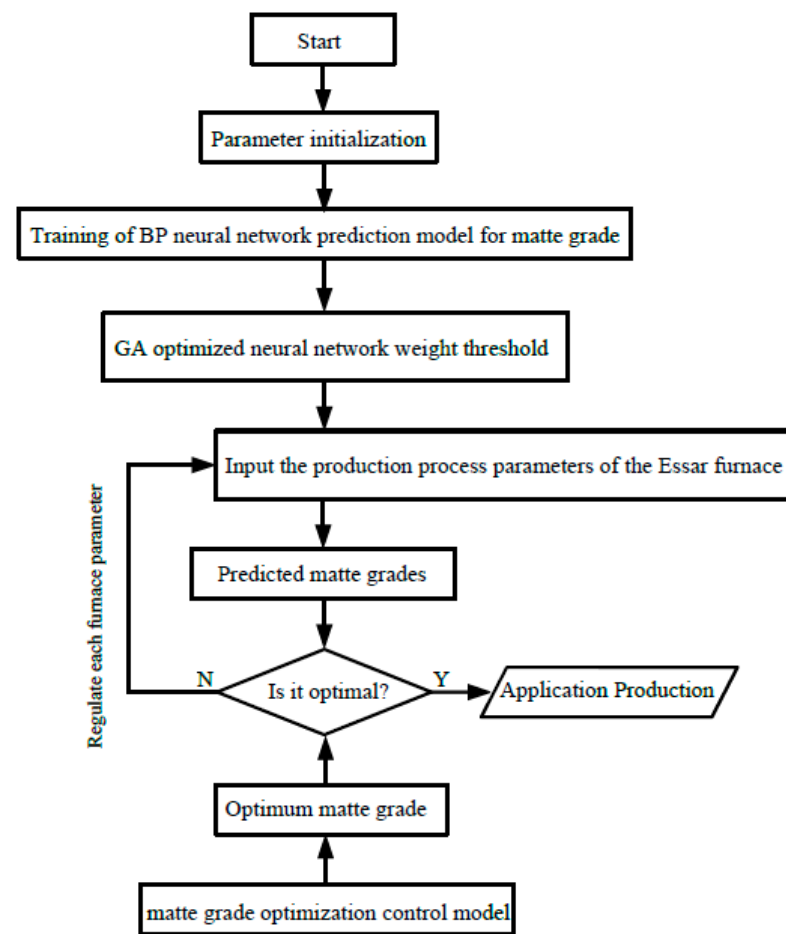 Start
Parameter initialization
Training of BP neural network prediction model for matte grade
GA optimized neural network weight threshold
Input the production process parameters of the Essar furnace
Regulate each furnace parameter
Predicted matte grades
N
Is it optimal?
Y
Application Production
Optimum matte grade
matte grade optimization control model